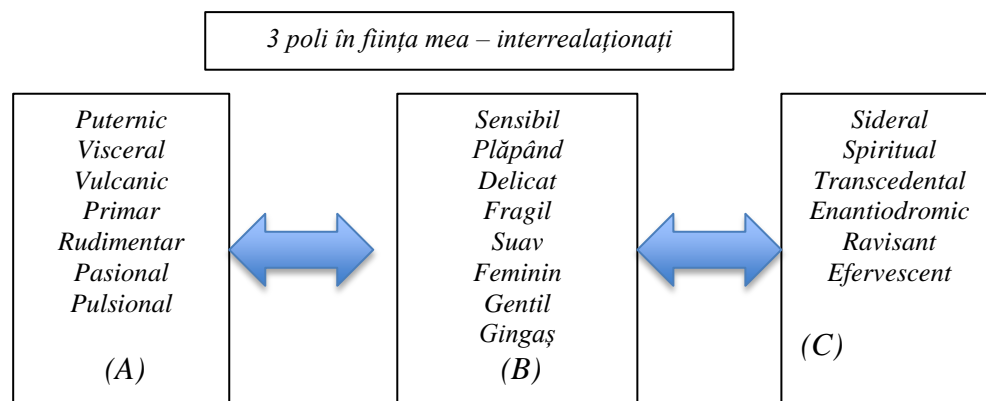 3 poli în ființa mea – interrealaționați
Puternic
Visceral
Vulcanic
Primar
Rudimentar
Pasional
Pulsional
(A)
Sensibil
Plăpând
Delicat
Fragil
Suav
Feminin
Gentil
Gingaș
(B)
Sideral
Spiritual
Transcedental
Enantiodromic
Ravisant
Efervescent
(C)